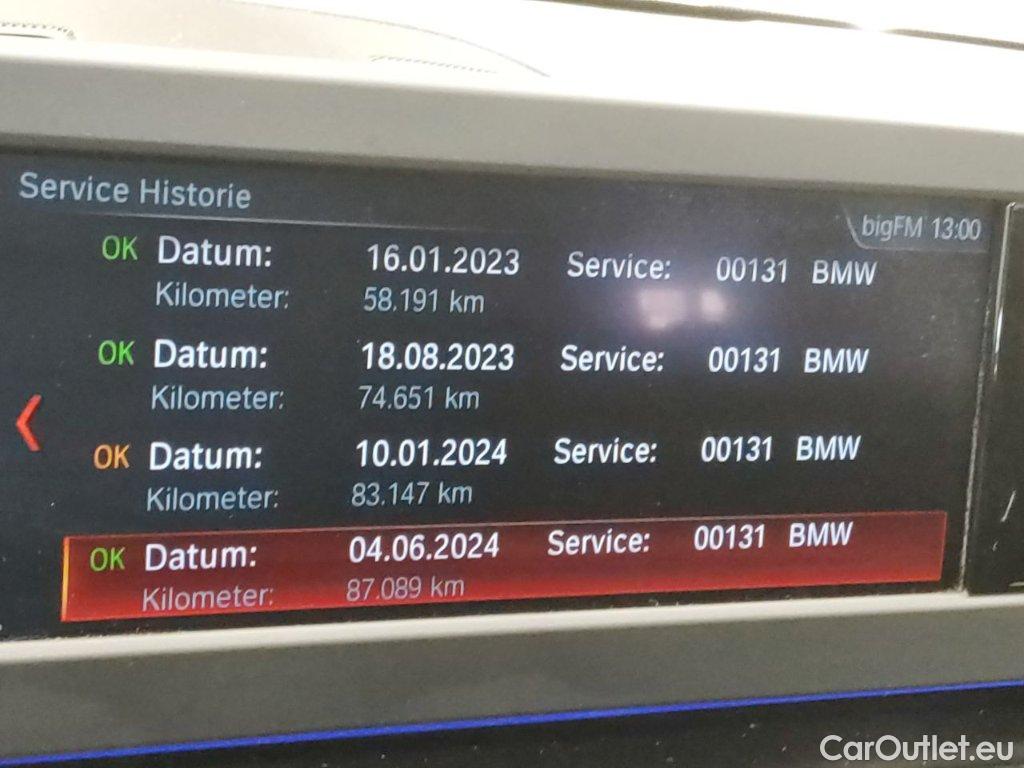 Service Historie
bigFM 13:00
OK Datum: 16.01.2023 Service: 00131 BMW
Kilometer: 58.191 km
OK Datum: 18.08.2023 Service: 00131 BMW
Kilometer: 74.651 km
OK Datum: 10.01.2024 Service: 00131 BMW
Kilometer: 83.147 km
OK Datum: 04.06.2024 Service: 00131 BMW
Kilometer: 87.089 km
CarOutlet.eu